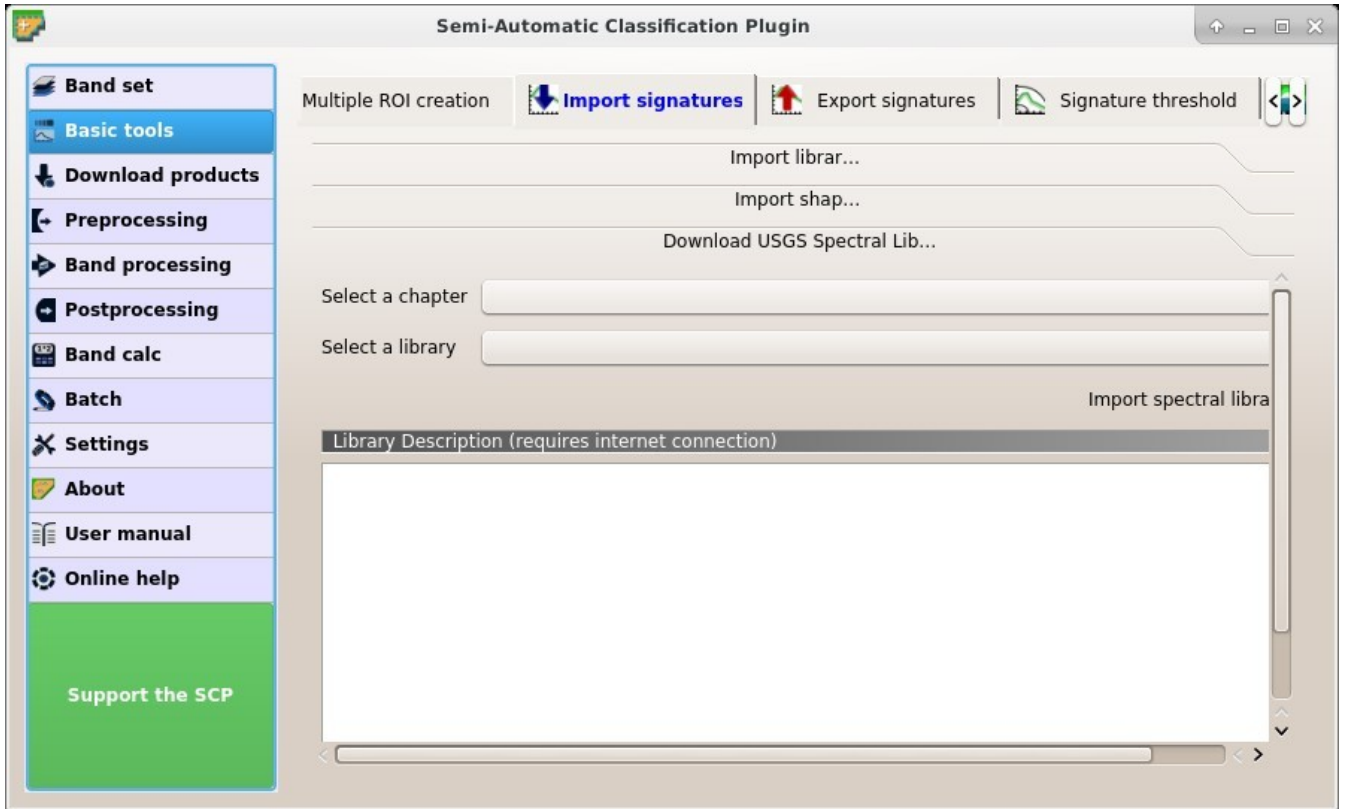 Semi-Automatic Classification Plugin
Band set
Basic tools
Download products
Preprocessing
Band processing
Postprocessing
Band calc
Batch
Settings
About
User manual
Online help
Support the SCP
Multiple ROI creation
Import signatures
Export signatures
Signature threshold
Import librar...
Import shap...
Download USGS Spectral Lib...
Select a chapter
Select a library
Import spectral libra
Library Description (requires internet connection)